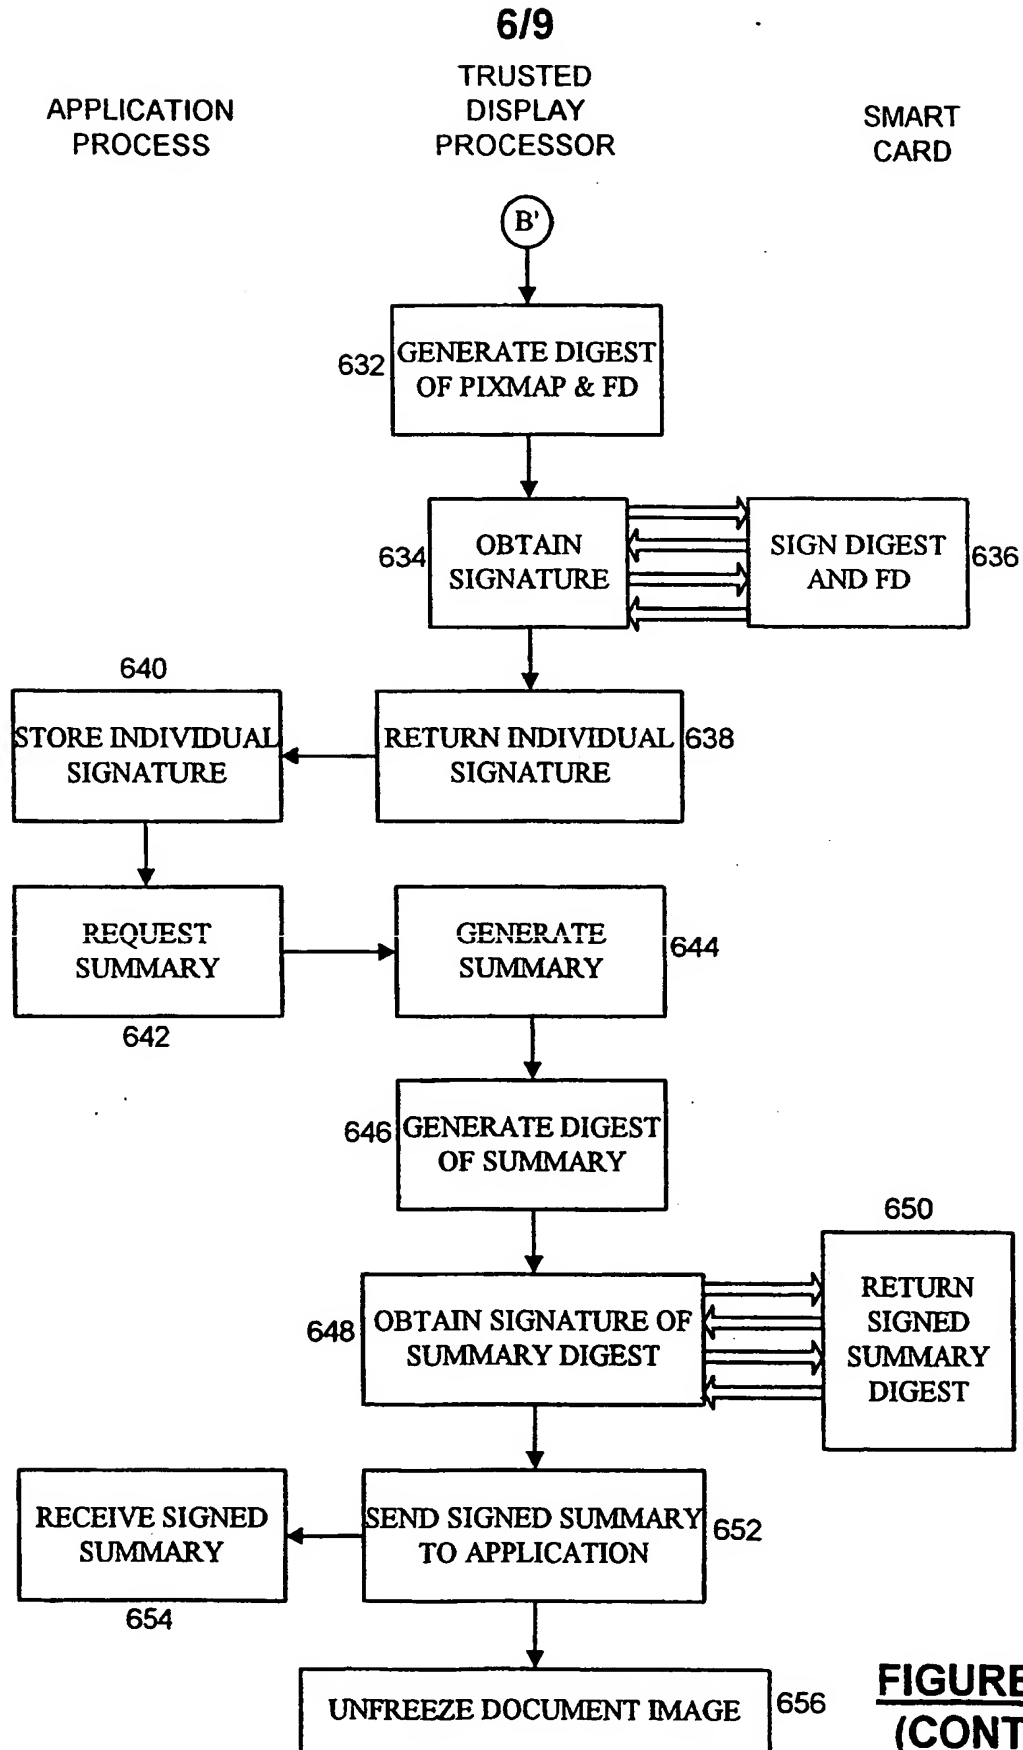 6/9
APPLICATION
PROCESS
TRUSTED
DISPLAY
PROCESSOR
SMART
CARD
B'
632
GENERATE DIGEST
OF PIXMAP & FD
634
OBTAIN
SIGNATURE
SIGN DIGEST
AND FD
636
640
STORE INDIVIDUAL
SIGNATURE
RETURN INDIVIDUAL
SIGNATURE
638
REQUEST
SUMMARY
642
GENERATE
SUMMARY
644
646
GENERATE DIGEST
OF SUMMARY
650
648
OBTAIN SIGNATURE OF
SUMMARY DIGEST
RETURN
SIGNED
SUMMARY
DIGEST
RECEIVE SIGNED
SUMMARY
654
SEND SIGNED SUMMARY
TO APPLICATION
652
UNFREEZE DOCUMENT IMAGE
656
FIGURE
(CONT